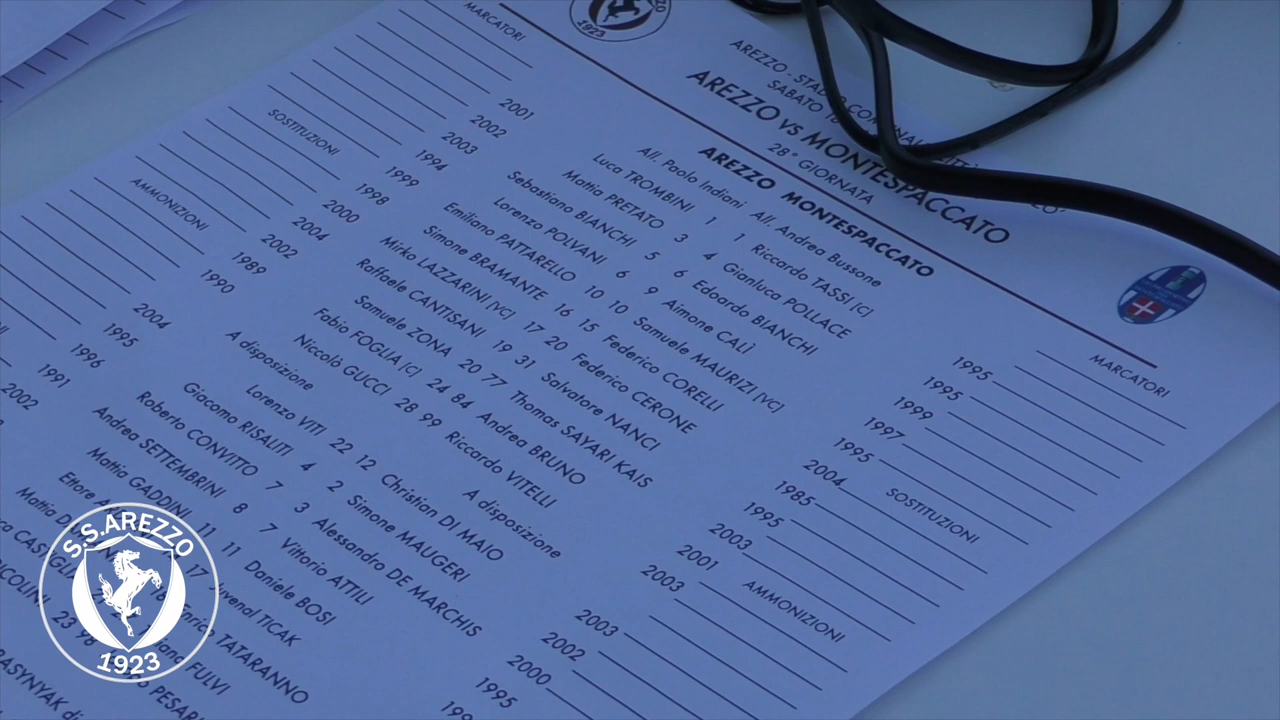 AREZZO
1923
AREZZO -
SABATO
AREZZO vs MONTESPACCATO
28ª GIORNATA
AREZZO MONTESPACCATO
All. Paolo Indiani All. Andrea Bussone
MARCATORI 2001 Luca TROMBINI 1 1 Riccardo TASSI [C] 1995 MARCATORI
2002 Mattia PRETATO 3 4 Gianluca POLLACE 1995
2003 Sebastiano BIANCHI 5 6 Edoardo BIANCHI 1999
1994 Lorenzo POLVANI 6 9 Aimone CALÌ 1997
1999 Emiliano PATTARELLO 10 10 Samuele MAURIZI [VC] 1995
SOSTITUZIONI 1998 Simone BRAMANTE 16 15 Federico CORELLI 2004 SOSTITUZIONI
2000 Mirko LAZZARINI [VC] 17 20 Federico CERONE 1985
2004 Raffaele CANTISANI 19 31 Salvatore NANCI 1995
2002 Samuele ZONA 20 77 Thomas SAYARI KAIS 2003
AMMONIZIONI 1989 Fabio FOGLIA [C] 24 84 Andrea BRUNO 2001 AMMONIZIONI
1990 Niccolò GUCCI 28 99 Riccardo VITELLI 2003
A disposizione A disposizione
2004 Lorenzo VITI 22 12 Christian DI MAIO 2003
1995 Giacomo RISALITI 4 2 Simone MAUGERI 2002
1996 Roberto CONVITTO 7 3 Alessandro DE MARCHIS 2000
1991 Andrea SETTEMBRINI 8 7 Vittorio ATTILI 1995
2002 Mattia GADDINI 11 11 Daniele BOSI
Ettore 17 Juvenal TICAK
Mattia Enrico TATARANNO
FULVI
23 98
S.S.AREZZO
1923